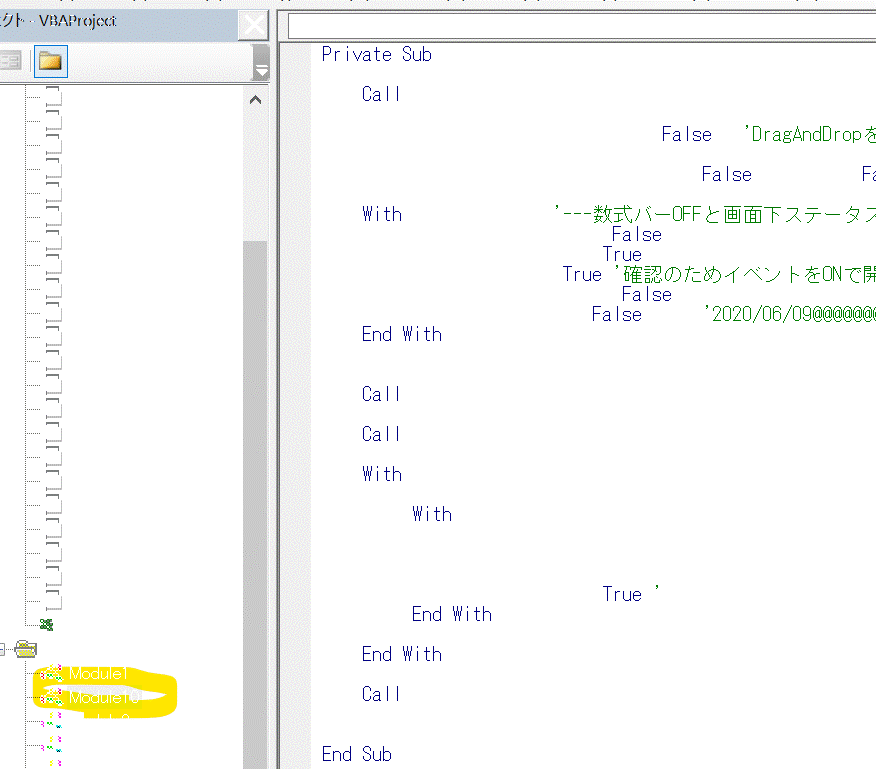 クト - VBAProject
Private Sub
Call
False 'DragAndDropを
False
With '---数式バーOFFと画面下ステータス
False
True
True '確認のためイベントをONで開
False
False '2020/06/09@@@@@@@
End With
Call
Call
With
With
True '
End With
End With
Call
End Sub
Module1